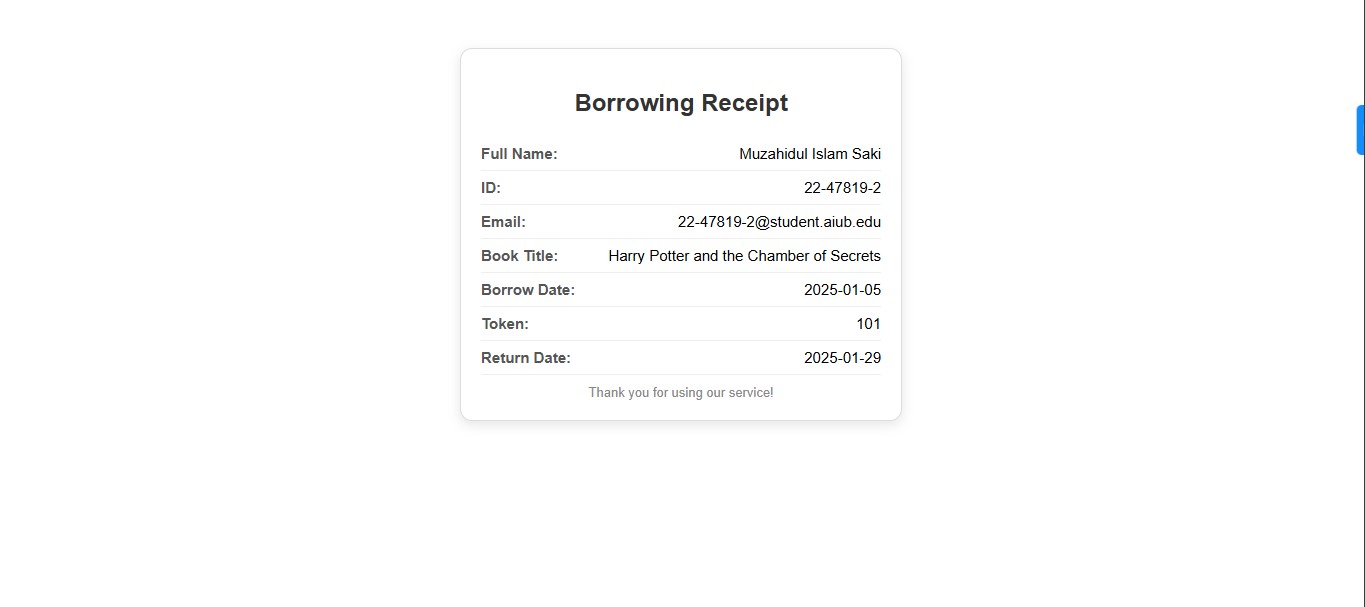 Borrowing Receipt
Full Name: Muzahidul Islam Saki
ID: 22-47819-2
Email: 22-47819-2@student.aiub.edu
Book Title: Harry Potter and the Chamber of Secrets
Borrow Date: 2025-01-05
Token: 101
Return Date: 2025-01-29
Thank you for using our service!